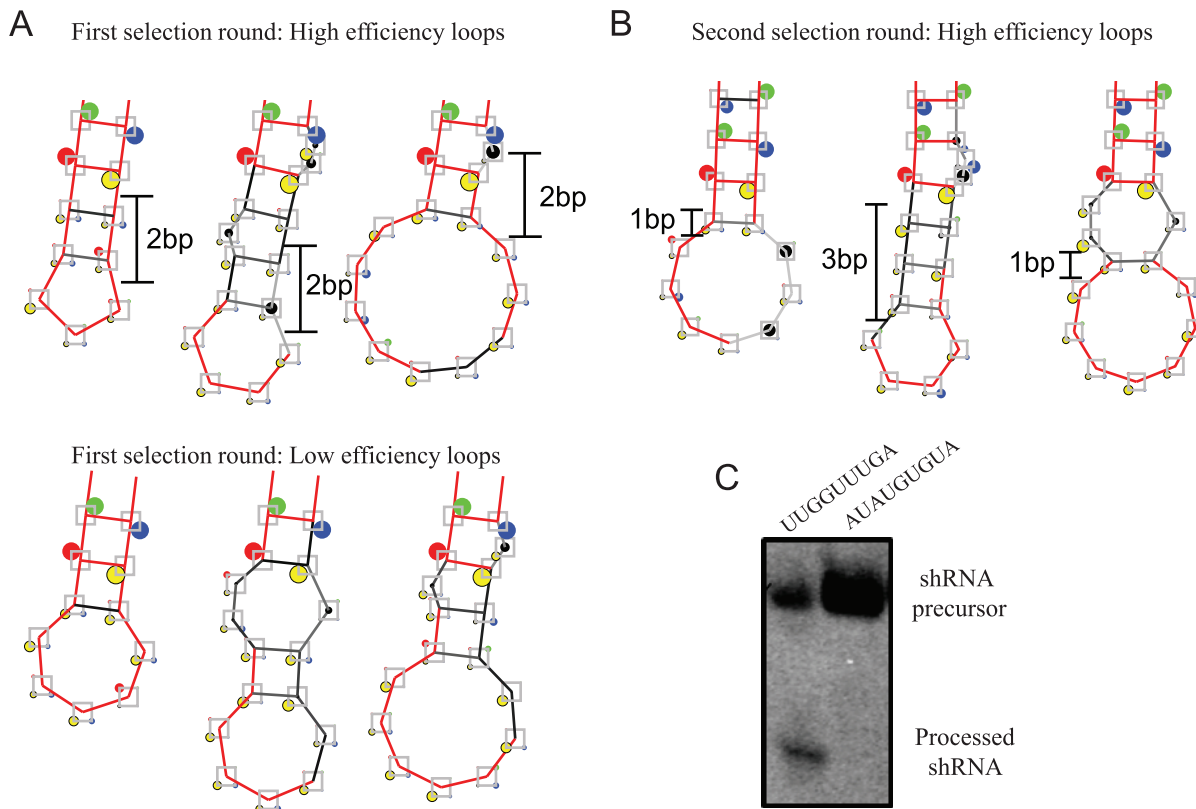 A
First selection round: High efficiency loops
2bp
2bp
2bp
First selection round: Low efficiency loops
B
Second selection round: High efficiency loops
1bp
3bp
1bp
C
UUGGUUUGA
AUAUGUGUA
shRNA
precursor
Processed
shRNA